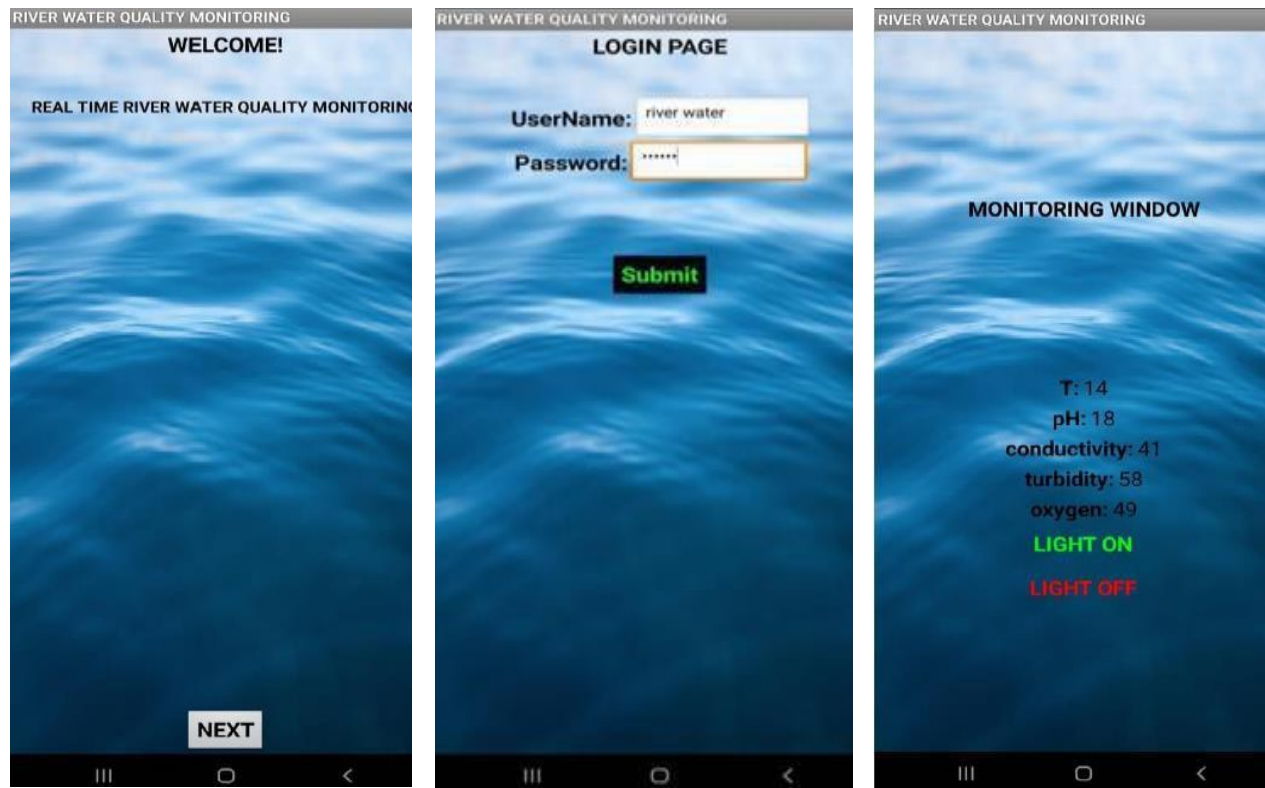 RIVER WATER QUALITY MONITORING
WELCOME!
REAL TIME RIVER WATER QUALITY MONITORING
NEXT
RIVER WATER QUALITY MONITORING
LOGIN PAGE
UserName: river water
Password: ••••••
Submit
RIVER WATER QUALITY MONITORING
MONITORING WINDOW
T: 14
pH: 18
conductivity: 41
turbidity: 58
oxygen: 49
LIGHT ON
LIGHT OFF